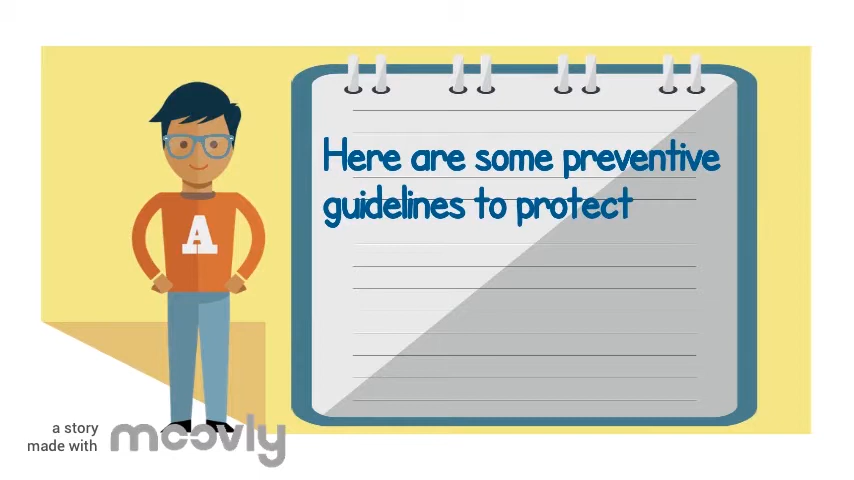 Here are some preventive
guidelines to protect
A
a story
made with moovly